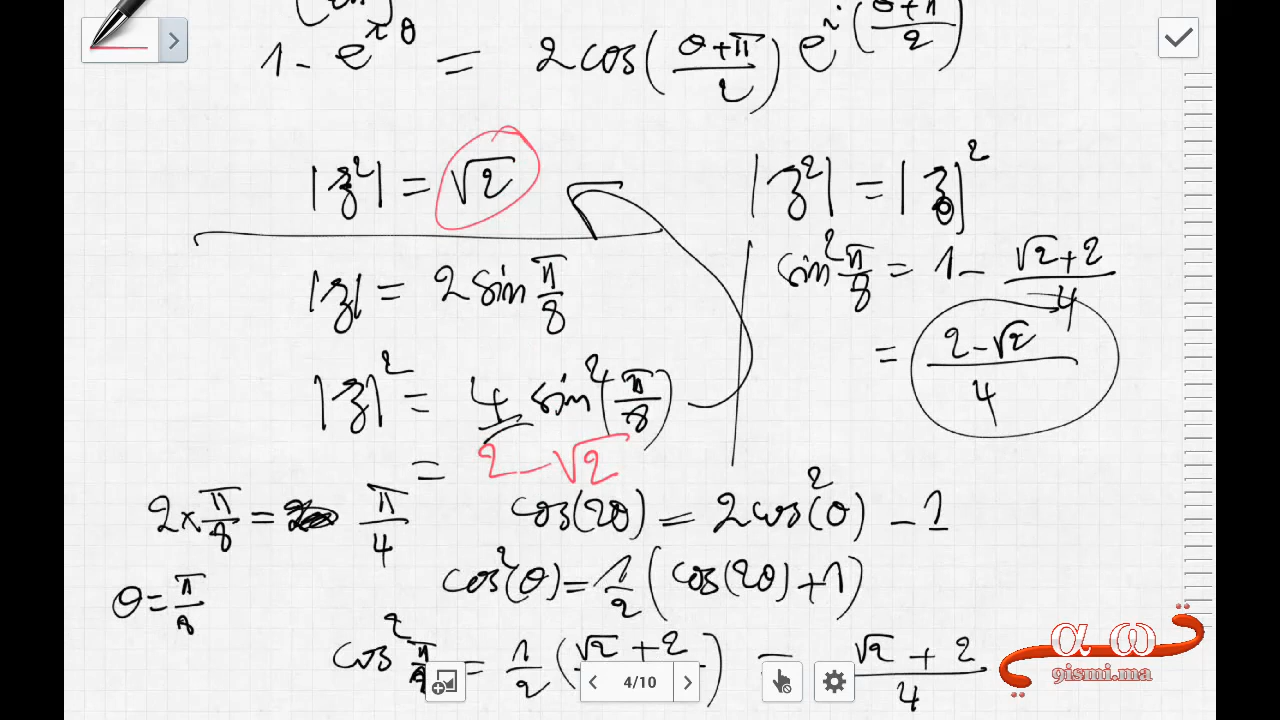 1 - e^{iθ} = 2cos((θ+π)/2) e^{i((θ+π)/2)}
|z²| = √2
|z²| = |z|²
|z| = 2 sin π/8
sin² π/8 = 1 - (√2+2)/4
= (2-√2)/4
|z|² = 4 sin²(π/8)
= 2-√2
2×π/8 = π/4
cos(2θ) = 2cos²(θ) - 1
θ = π/8
cos²(θ) = 1/2 (cos(2θ)+1)
cos² π/8 = 1/2 (√2+2
√2+2/4
α ω
gismi.ma
4/10